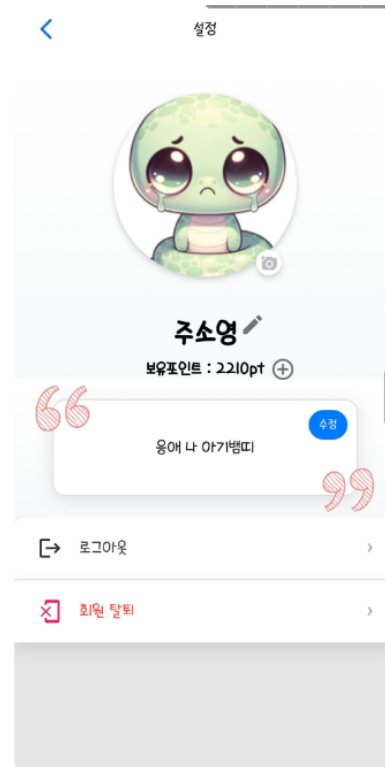 설정
주소영
보유포인트 : 2210pt
수정
응애 나 아기뱀띠
로그아웃
회원 탈퇴